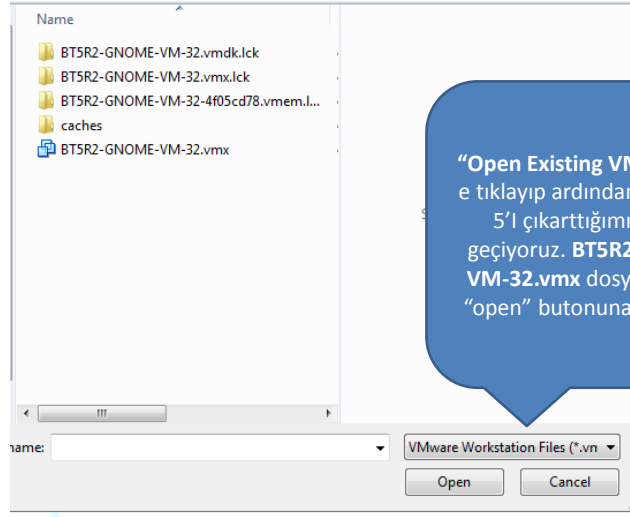 Name
BT5R2-GNOME-VM-32.vmdk.lck
BT5R2-GNOME-VM-32.vmx.lck
BT5R2-GNOME-VM-32-4f05cd78.vmem.l...
caches
BT5R2-GNOME-VM-32.vmx
“Open Existing VM
e tıklayıp ardından
5’I çıkarttığımı
geçiyoruz. BT5R2
VM-32.vmx dosy
“open” butonuna
name:
VMware Workstation Files (*.vm
Open Cancel